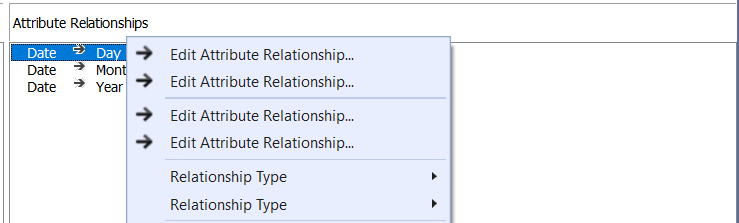 Attribute Relationships
Date → Day
Date → Mont
Date → Year
Edit Attribute Relationship...
Edit Attribute Relationship...
Edit Attribute Relationship...
Edit Attribute Relationship...
Relationship Type
Relationship Type